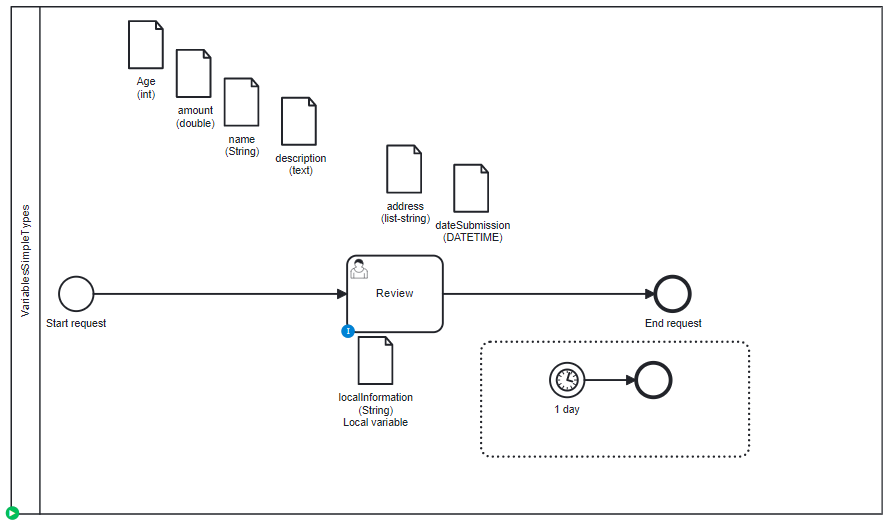 Age
(int)
amount
(double)
name
(String)
description
(text)
address
(list-string)
dateSubmission
(DATETIME)
VariablesSimpleTypes
Start request
Review
I
End request
localInformation
(String)
Local variable
1 day